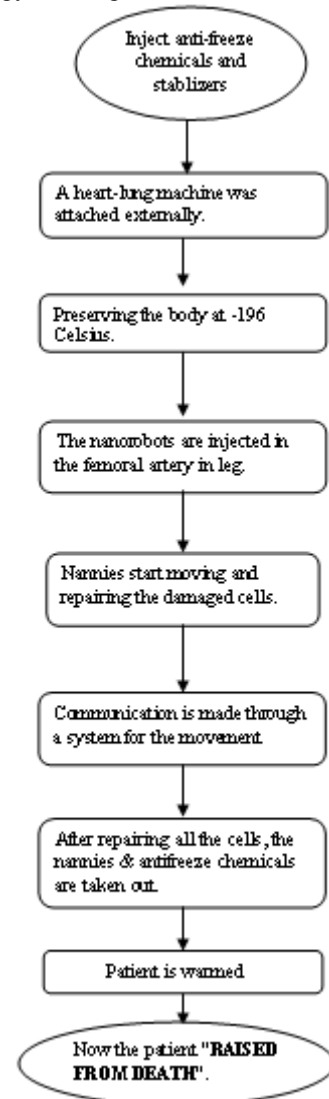 Inject anti-freeze
chemicals and
stablizers
A heart-lung machine was
attached externally.
Preserving the body at -196
Celsius.
The nanorobots are injected in
the femoral artery in leg.
Nannies start moving and
repairing the damaged cells.
Communication is made through
a system for the movement
After repairing all the cells, the
nannies & antifreeze chemicals
are taken out.
Patient is warmed
Now the patient "RAISED
FROM DEATH".